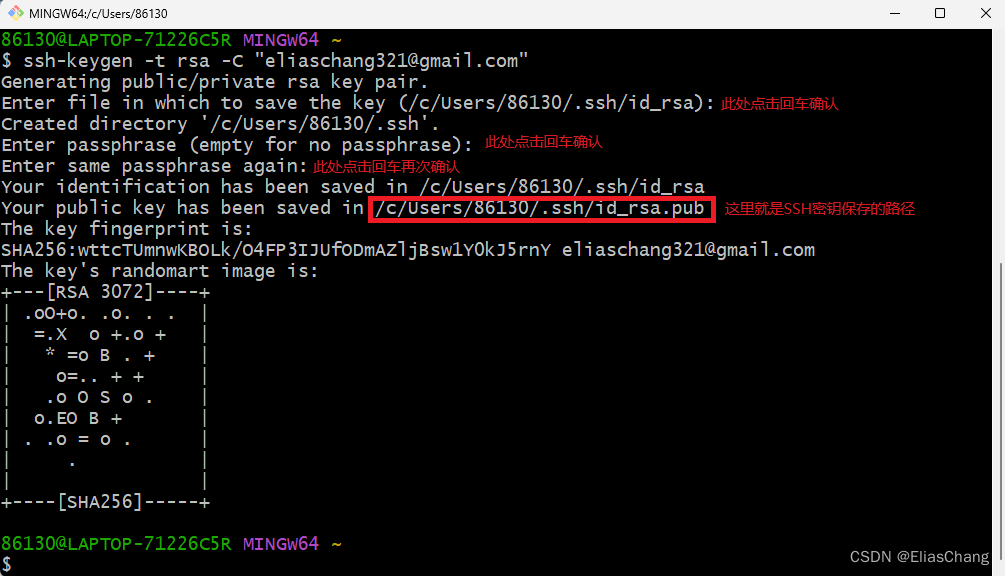 MINGW64:/c/Users/86130
86130@LAPTOP-71226C5R MINGW64 ~
$ ssh-keygen -t rsa -C "eliaschang321@gmail.com"
Generating public/private rsa key pair.
Enter file in which to save the key (/c/Users/86130/.ssh/id_rsa): 此处点击回车确认
Created directory '/c/Users/86130/.ssh'.
Enter passphrase (empty for no passphrase): 此处点击回车确认
Enter same passphrase again: 此处点击回车再次确认
Your identification has been saved in /c/Users/86130/.ssh/id_rsa
Your public key has been saved in /c/Users/86130/.ssh/id_rsa.pub 这里就是SSH密钥保存的路径
The key fingerprint is:
SHA256:wttcTUmnwKBOLk/O4FP3IJUfODmAZljBsw1Y0kJ5rnY eliaschang321@gmail.com
The key's randomart image is:
+---[RSA 3072]----+
| .oO+o. .o. . .  |
|  =.X  o +.o +   |
|   * =o B . +    |
|    o=.. + +     |
|   .o O S o .    |
|  o.EO B +       |
| . .o = o .      |
|     .           |
|                 |
+----[SHA256]-----+
86130@LAPTOP-71226C5R MINGW64 ~
$
CSDN @EliasChang